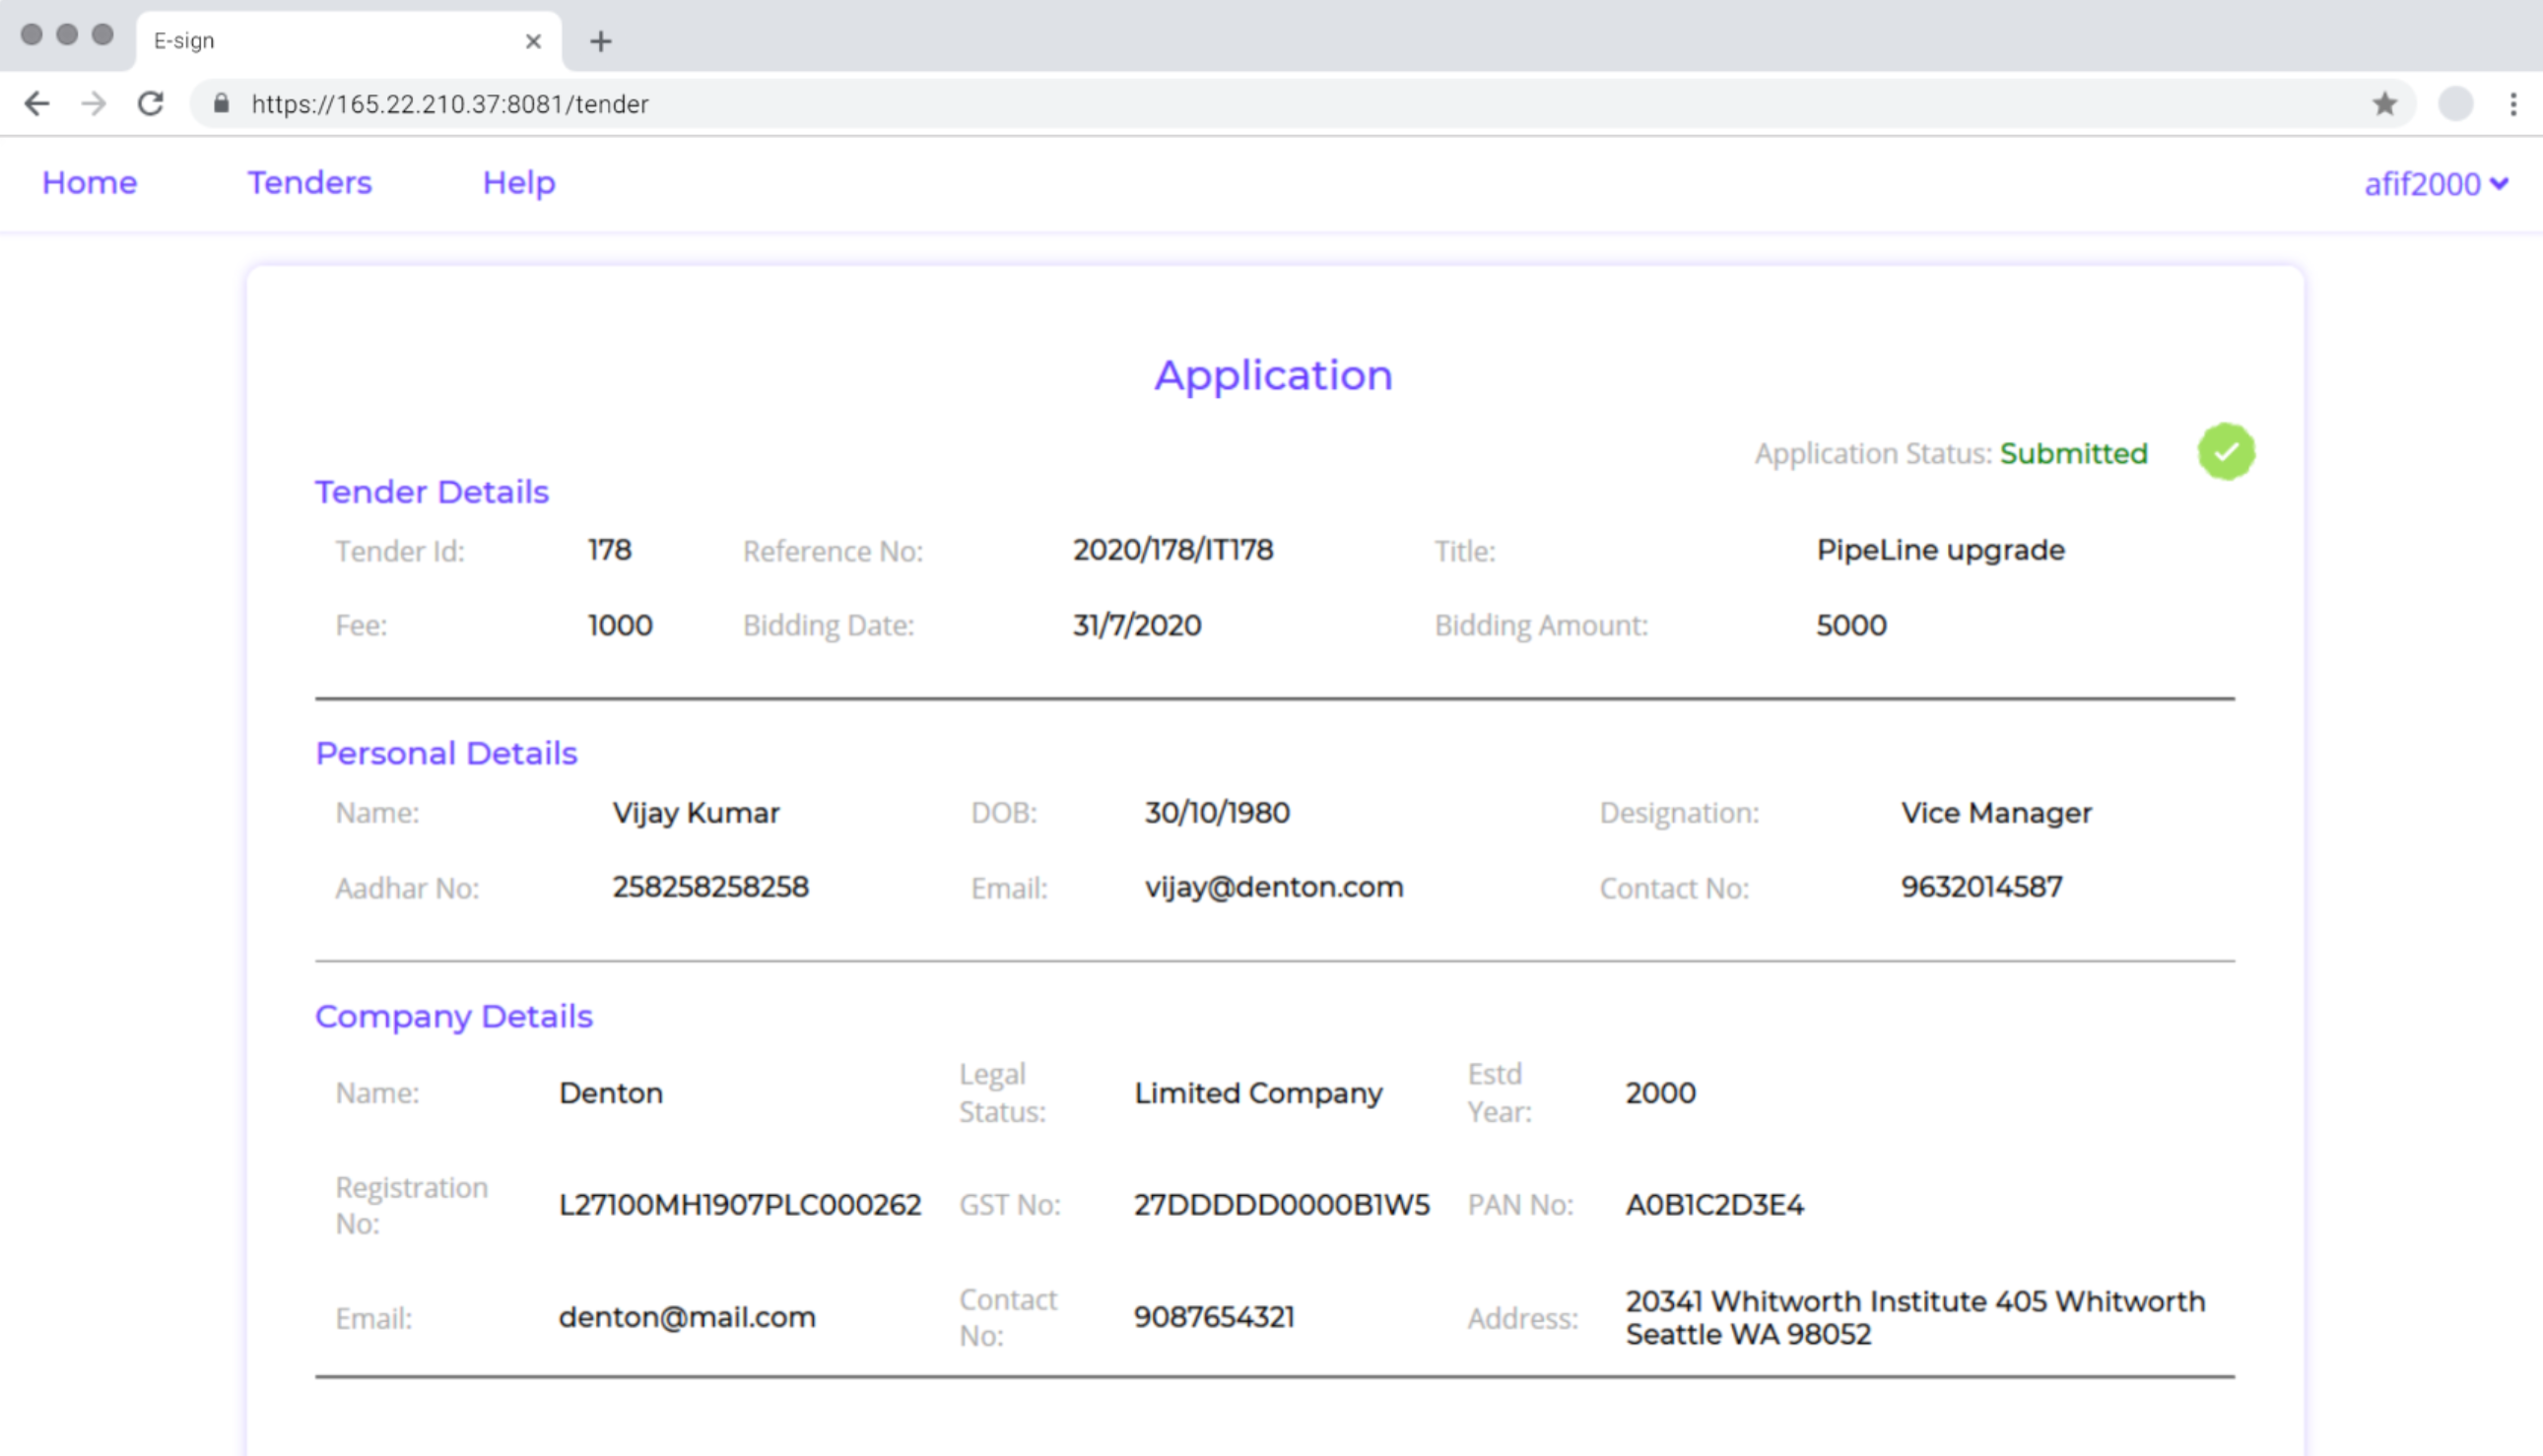 E-sign
https://165.22.210.37:8081/tender
Home Tenders Help afif2000
Application
Application Status: Submitted
Tender Details
Tender Id: 178 Reference No: 2020/178/IT178 Title: PipeLine upgrade
Fee: 1000 Bidding Date: 31/7/2020 Bidding Amount: 5000
Personal Details
Name: Vijay Kumar DOB: 30/10/1980 Designation: Vice Manager
Aadhar No: 258258258258 Email: vijay@denton.com Contact No: 9632014587
Company Details
Name: Denton Legal Status: Limited Company Estd Year: 2000
Registration No: L27100MH1907PLC000262 GST No: 27DDDDD0000B1W5 PAN No: A0B1C2D3E4
Email: denton@mail.com Contact No: 9087654321 Address: 20341 Whitworth Institute 405 Whitworth
Seattle WA 98052